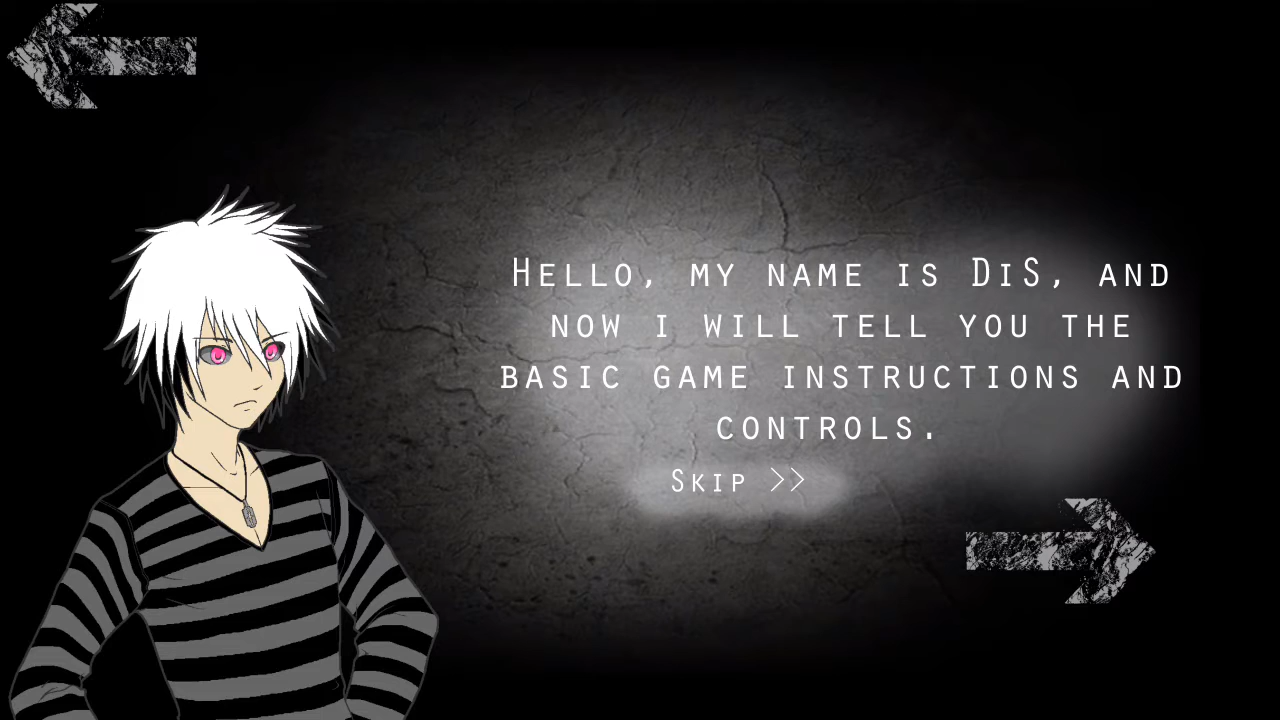 Hello, my name is DiS, and
now i will tell you the
basic game instructions and
controls.
Skip >>